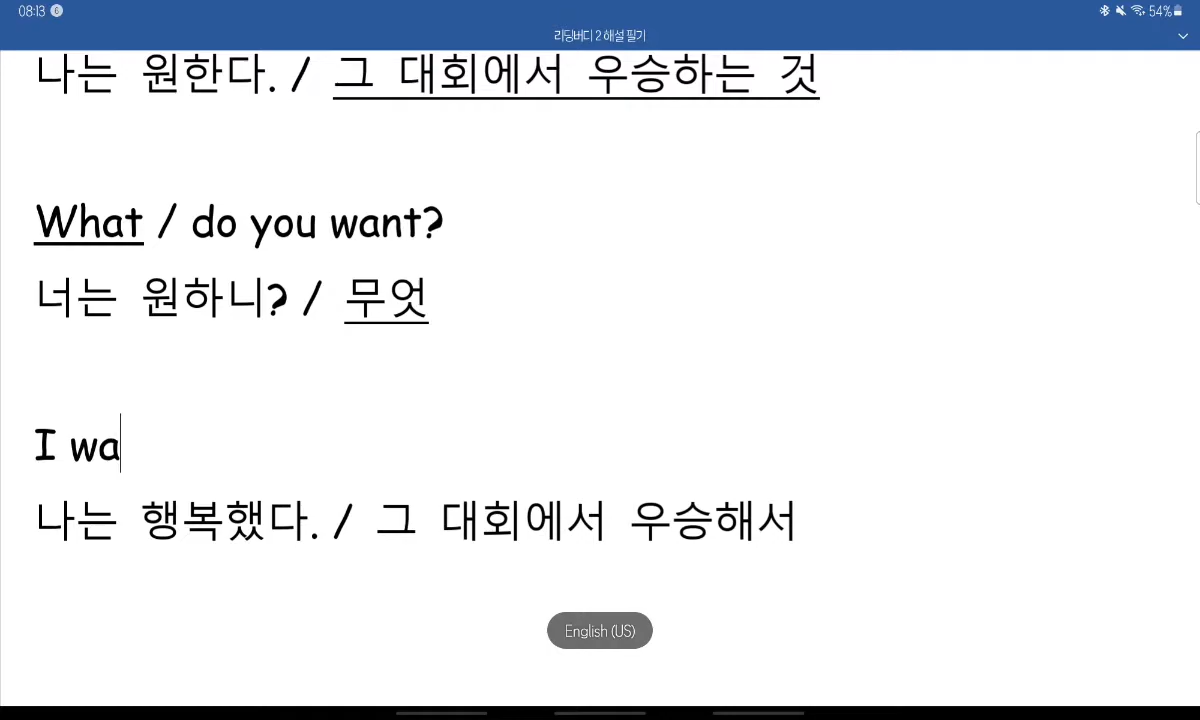 08:13 6 54%
리딩버디 2 해설 필기
나는 원한다. / 그 대회에서 우승하는 것
What / do you want?
너는 원하니? / 무엇
I wa
나는 행복했다. / 그 대회에서 우승해서
English (US)